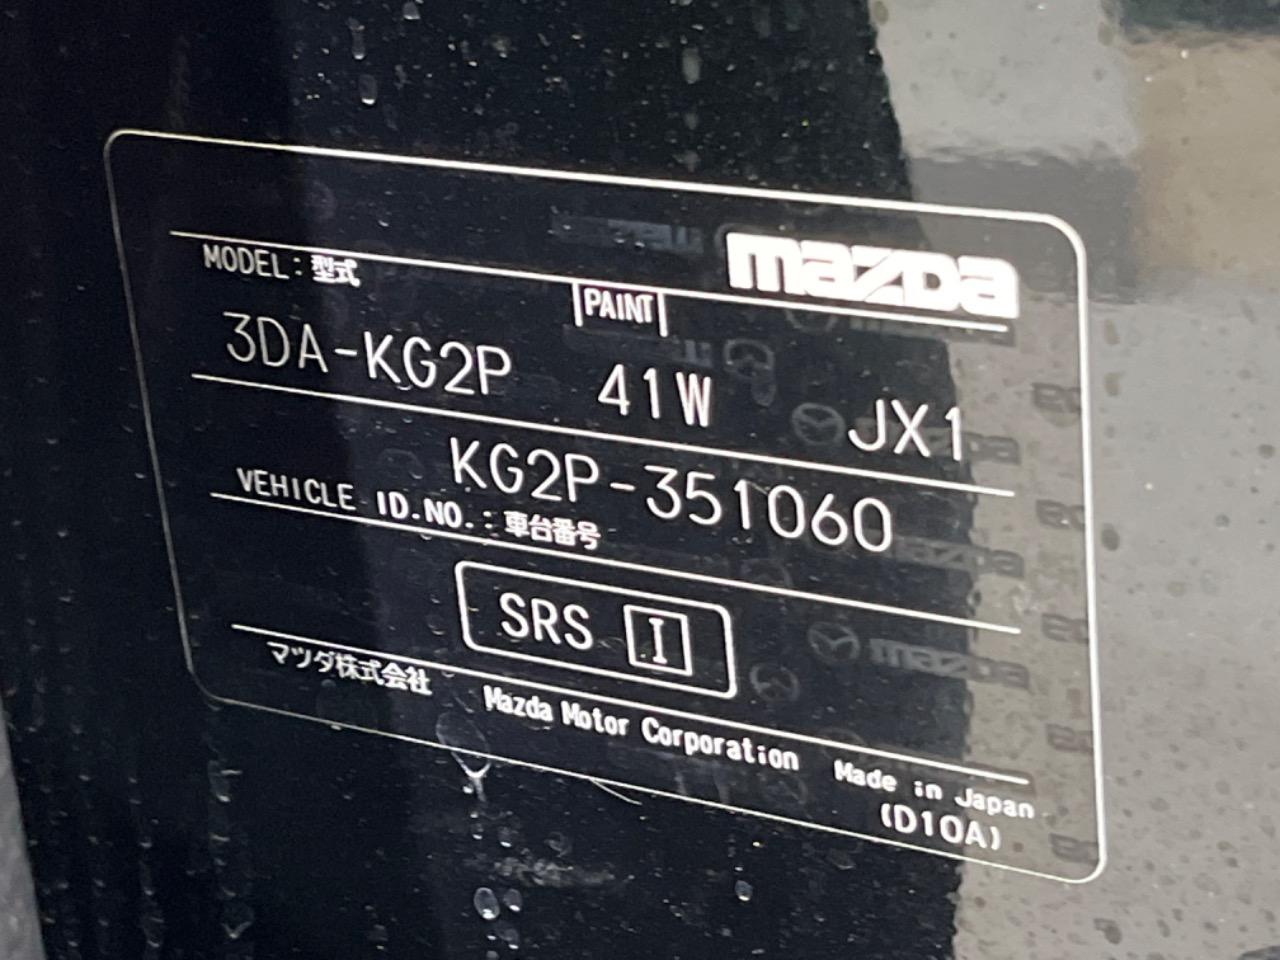 mazda
MODEL:型式
PAINT
3DA-KG2P 41W JX1
KG2P-351060
VEHICLE ID.NO.:車台番号
SRS I
マツダ株式会社 Mazda Motor Corporation Made in Japan
(D10A)